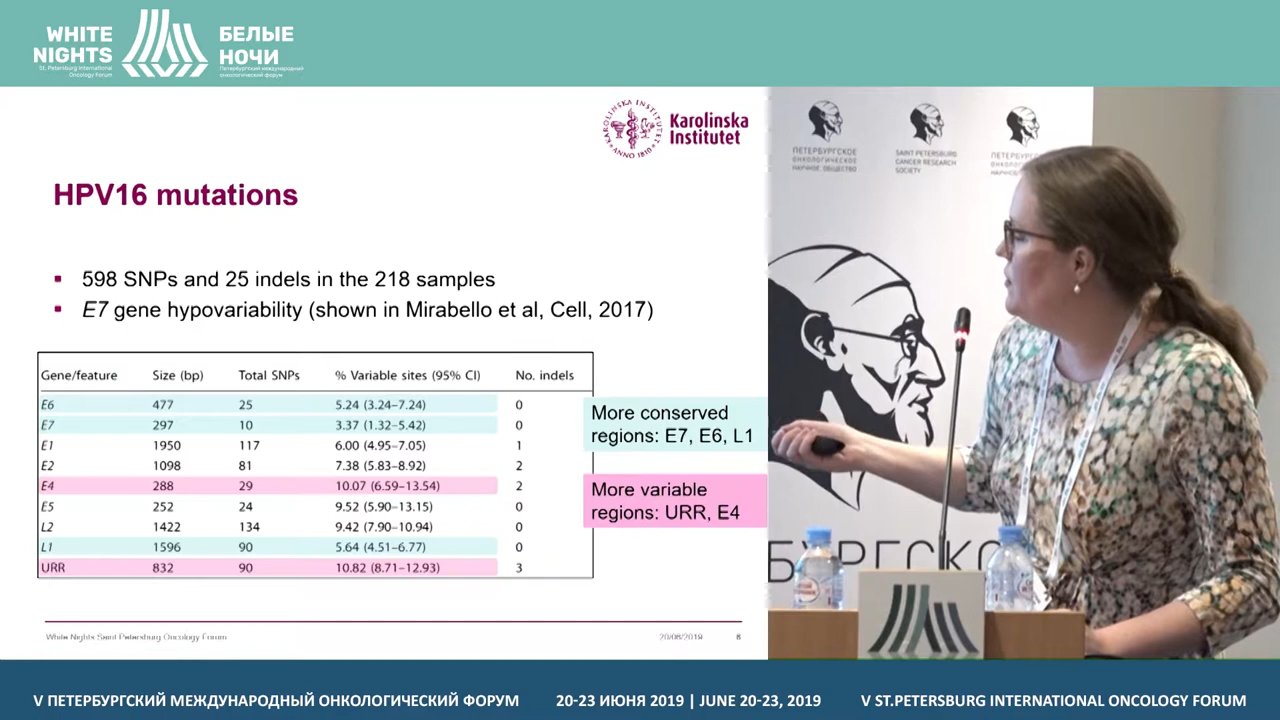 WHITE
NIGHTS
St. Petersburg International
Oncology Forum
БЕЛЫЕ
НОЧИ
Петербургский международный
онкологический форум
KAROLINSKA INSTITUTET
ANNO 1810
Karolinska
Institutet
HPV16 mutations
▪ 598 SNPs and 25 indels in the 218 samples
▪ E7 gene hypovariability (shown in Mirabello et al, Cell, 2017)
Gene/feature Size (bp) Total SNPs % Variable sites (95% CI) No. indels
E6 477 25 5.24 (3.24–7.24) 0
E7 297 10 3.37 (1.32–5.42) 0
E1 1950 117 6.00 (4.95–7.05) 1
E2 1098 81 7.38 (5.83–8.92) 2
E4 288 29 10.07 (6.59–13.54) 2
E5 252 24 9.52 (5.90–13.15) 0
L2 1422 134 9.42 (7.90–10.94) 0
L1 1596 90 5.64 (4.51–6.77) 0
URR 832 90 10.82 (8.71–12.93) 3
More conserved
regions: E7, E6, L1
More variable
regions: URR, E4
White Nights Saint Petersburg Oncology Forum 20/06/2019
ПЕТЕРБУРГСКОЕ
ОНКОЛОГИЧЕСКОЕ
НАУЧНОЕ ОБЩЕСТВО
SAINT PETERSBURG
CANCER RESEARCH
SOCIETY
V ПЕТЕРБУРГСКИЙ МЕЖДУНАРОДНЫЙ ОНКОЛОГИЧЕСКИЙ ФОРУМ 20-23 ИЮНЯ 2019 | JUNE 20-23, 2019 V ST.PETERSBURG INTERNATIONAL ONCOLOGY FORUM